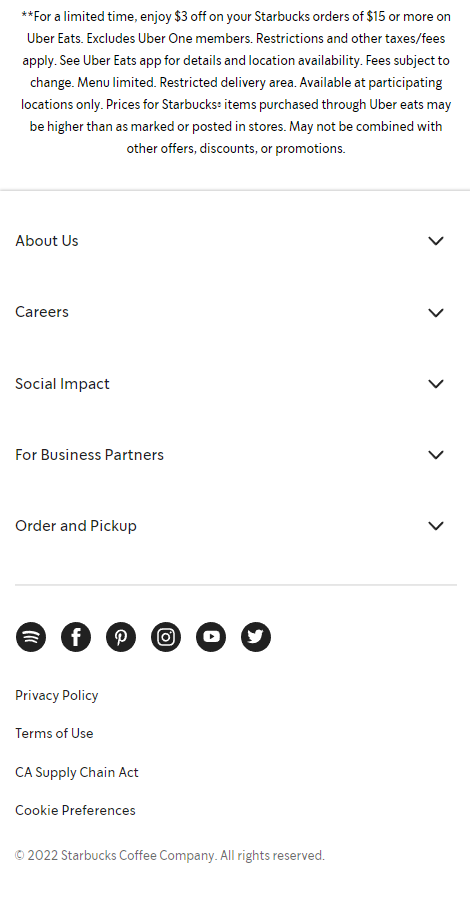 **For a limited time, enjoy $3 off on your Starbucks orders of $15 or more on
Uber Eats. Excludes Uber One members. Restrictions and other taxes/fees
apply. See Uber Eats app for details and location availability. Fees subject to
change. Menu limited. Restricted delivery area. Available at participating
locations only. Prices for Starbucks® items purchased through Uber eats may
be higher than as marked or posted in stores. May not be combined with
other offers, discounts, or promotions.
About Us
Careers
Social Impact
For Business Partners
Order and Pickup
Privacy Policy
Terms of Use
CA Supply Chain Act
Cookie Preferences
© 2022 Starbucks Coffee Company. All rights reserved.